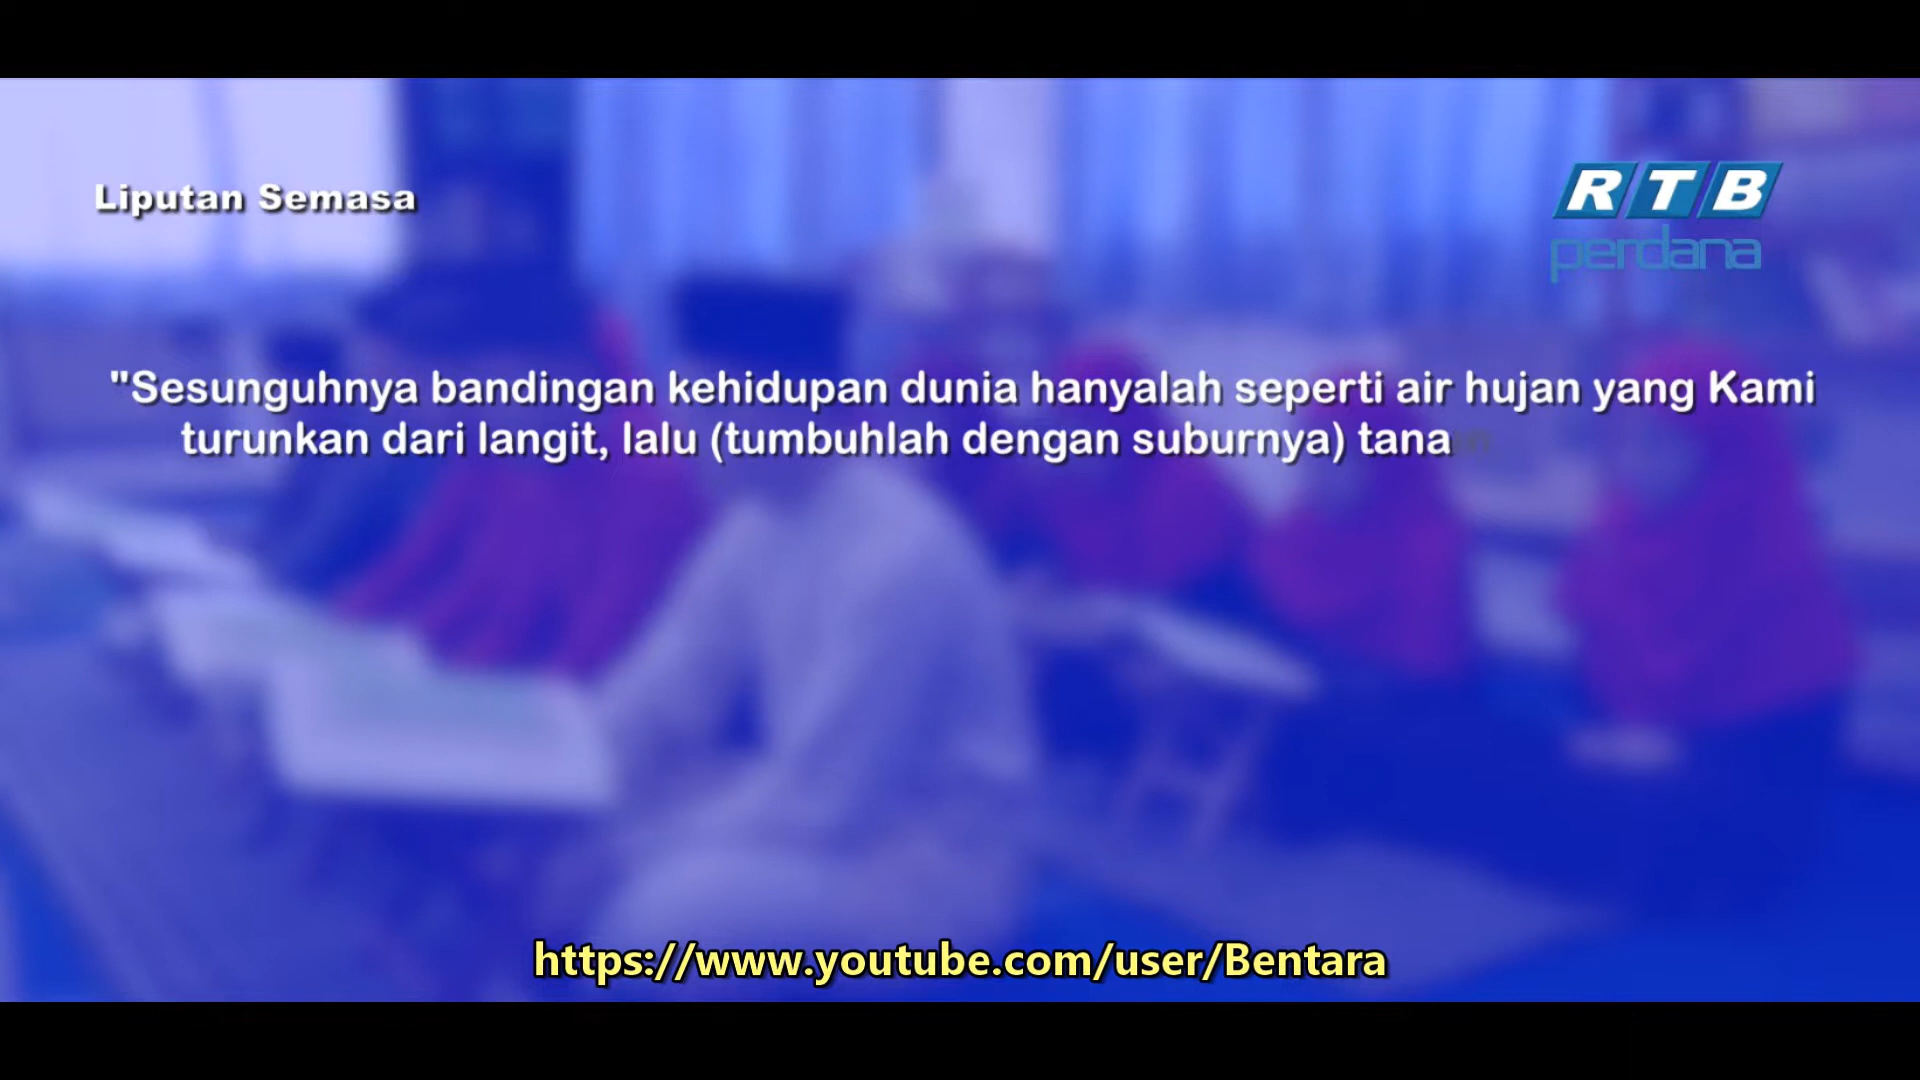 Liputan Semasa
RTB
perdana
"Sesunguhnya bandingan kehidupan dunia hanyalah seperti air hujan yang Kami
turunkan dari langit, lalu (tumbuhlah dengan suburnya) tana
https://www.youtube.com/user/Bentara